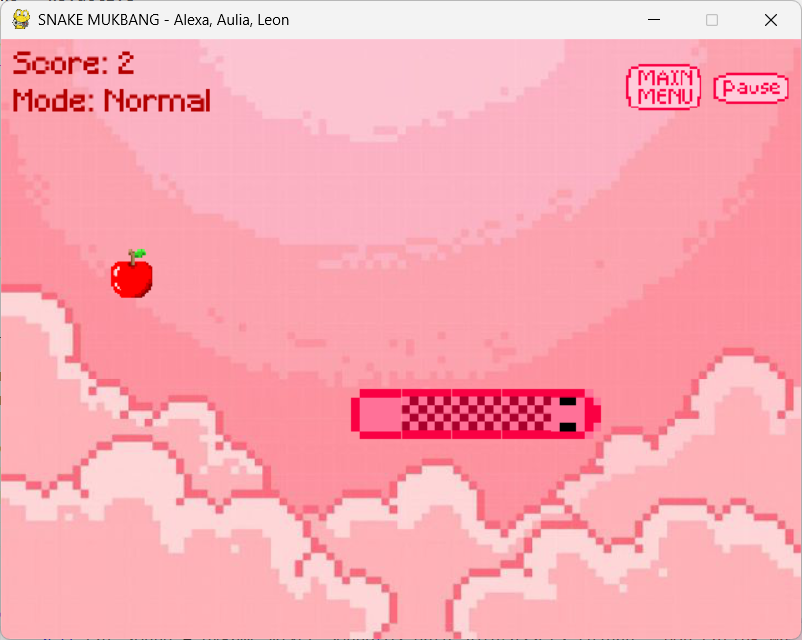 SNAKE MUKBANG - Alexa, Aulia, Leon
Score: 2
Mode: Normal
MAIN
MENU
Pause